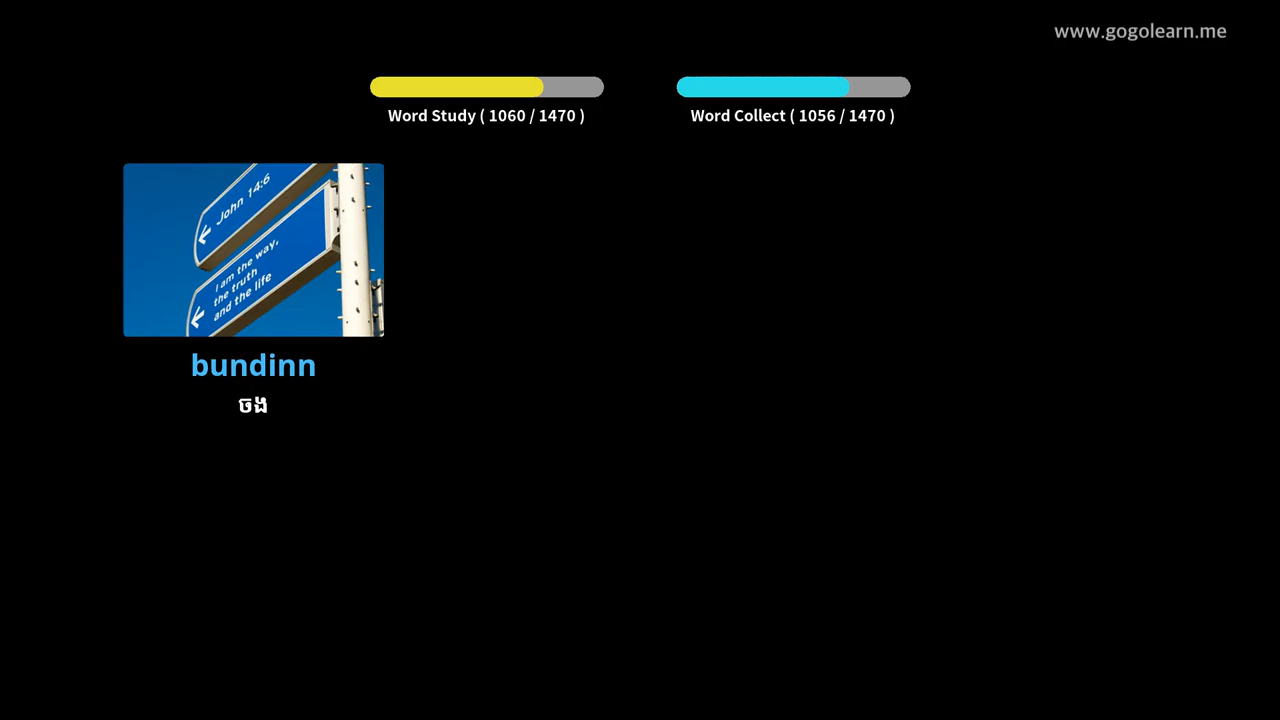 www.gogolearn.me
Word Study ( 1060 / 1470 )
Word Collect ( 1056 / 1470 )
John 14:6
I am the way,
the truth
and the life
bundinn
ចង